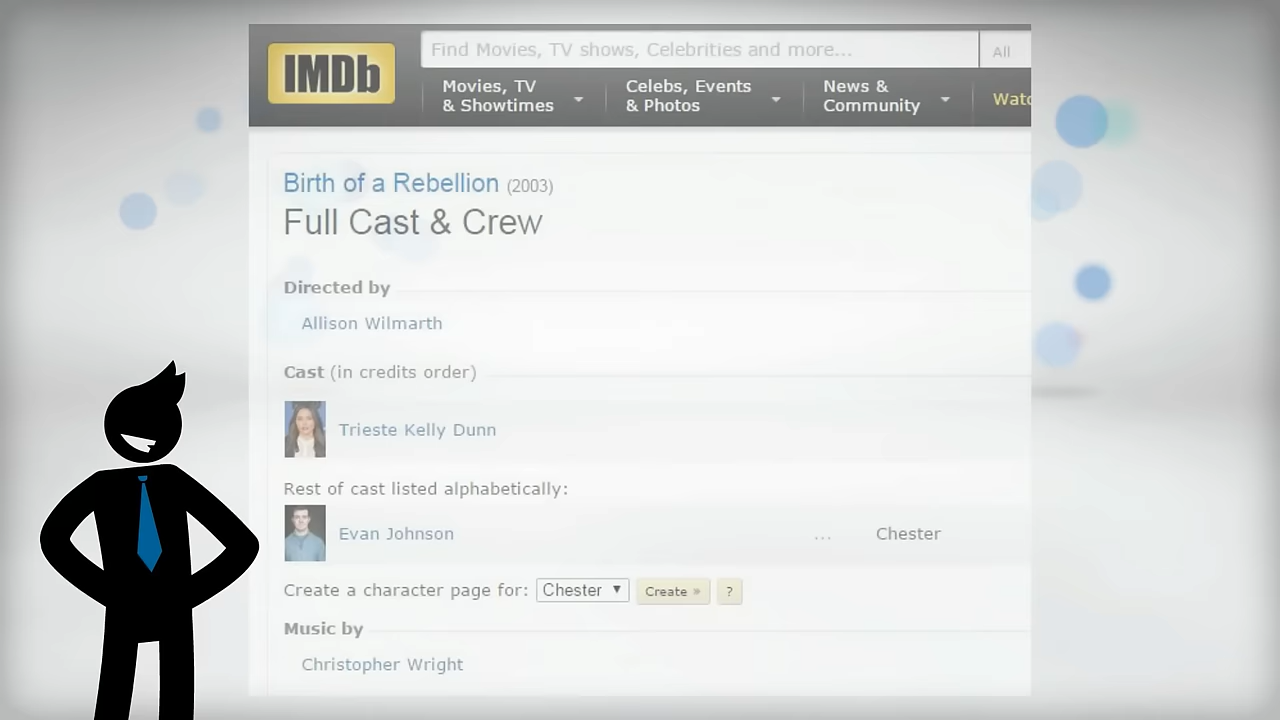 IMDb
Find Movies, TV shows, Celebrities and more...
All
Movies, TV
& Showtimes
Celebs, Events
& Photos
News &
Community
Watc
Birth of a Rebellion (2003)
Full Cast & Crew
Directed by
Allison Wilmarth
Cast (in credits order)
Trieste Kelly Dunn
Rest of cast listed alphabetically:
Evan Johnson ... Chester
Create a character page for: Chester ▼ Create » ?
Music by
Christopher Wright